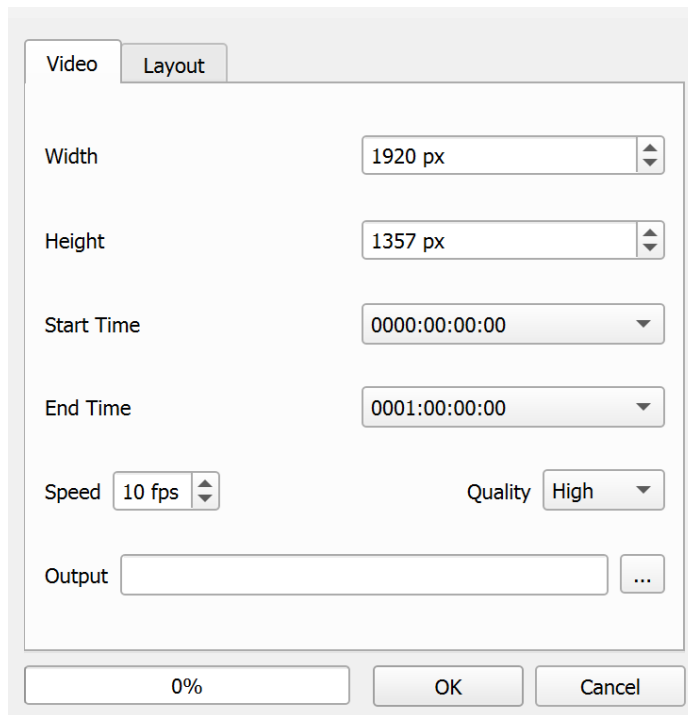 Video Layout
Width 1920 px
Height 1357 px
Start Time 0000:00:00:00
End Time 0001:00:00:00
Speed 10 fps Quality High
Output ...
0% OK Cancel